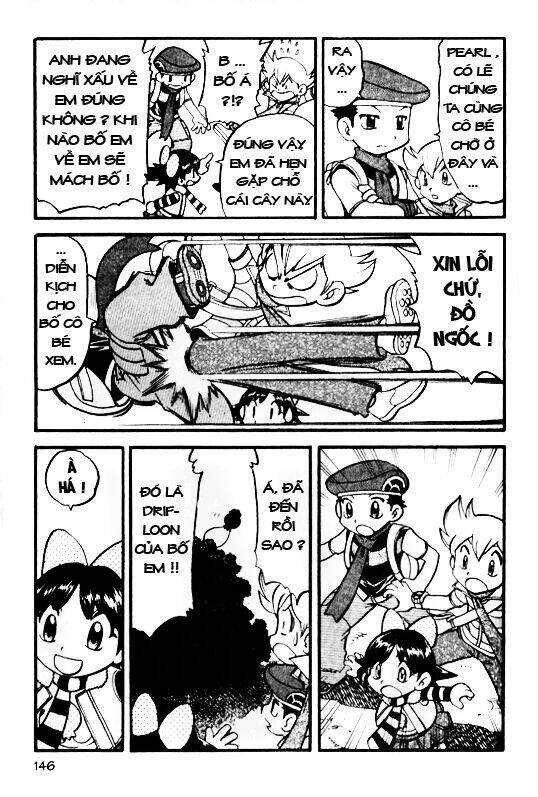 PEARL,
CÓ LẼ
CHÚNG
TA CÙNG
CÔ BÉ
CHỜ Ở
ĐÂY VÀ
...
RA
VẬY
...
B...
BỐ Á
?!?
ĐÚNG VẬY
EM ĐÃ HẸN
GẶP CHỖ
CÁI CÂY NÀY
ANH ĐANG
NGHĨ XẤU VỀ
EM ĐÚNG
KHÔNG ? KHI
NÀO BỐ EM
VỀ EM SẼ
MÁCH BỐ !
XIN LỖI
CHỨ,
ĐỒ
NGỐC !
...
DIỄN
KỊCH
CHO
BỐ CÔ
BÉ
XEM.
Á, ĐÃ
ĐẾN
RỒI
SAO ?
ĐÓ LÀ
DRIF-
LOON
CỦA BỐ
EM !!
À
HÁ !
146